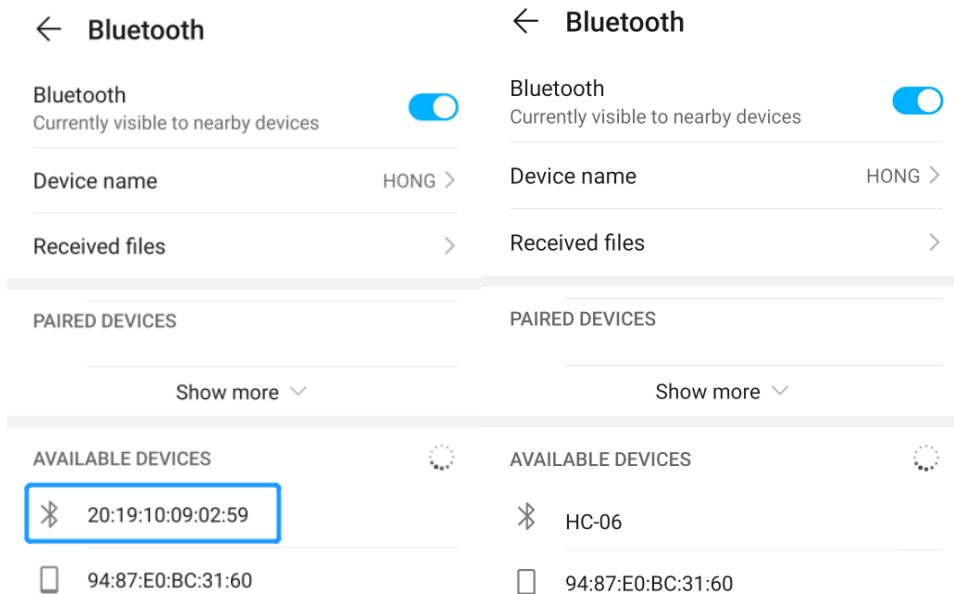 Bluetooth
Bluetooth
Currently visible to nearby devices
Device name
HONG
Received files
PAIRED DEVICES
Show more
AVAILABLE DEVICES
20:19:10:09:02:59
94:87:E0:BC:31:60
Bluetooth
Bluetooth
Currently visible to nearby devices
Device name
HONG
Received files
PAIRED DEVICES
Show more
AVAILABLE DEVICES
HC-06
94:87:E0:BC:31:60